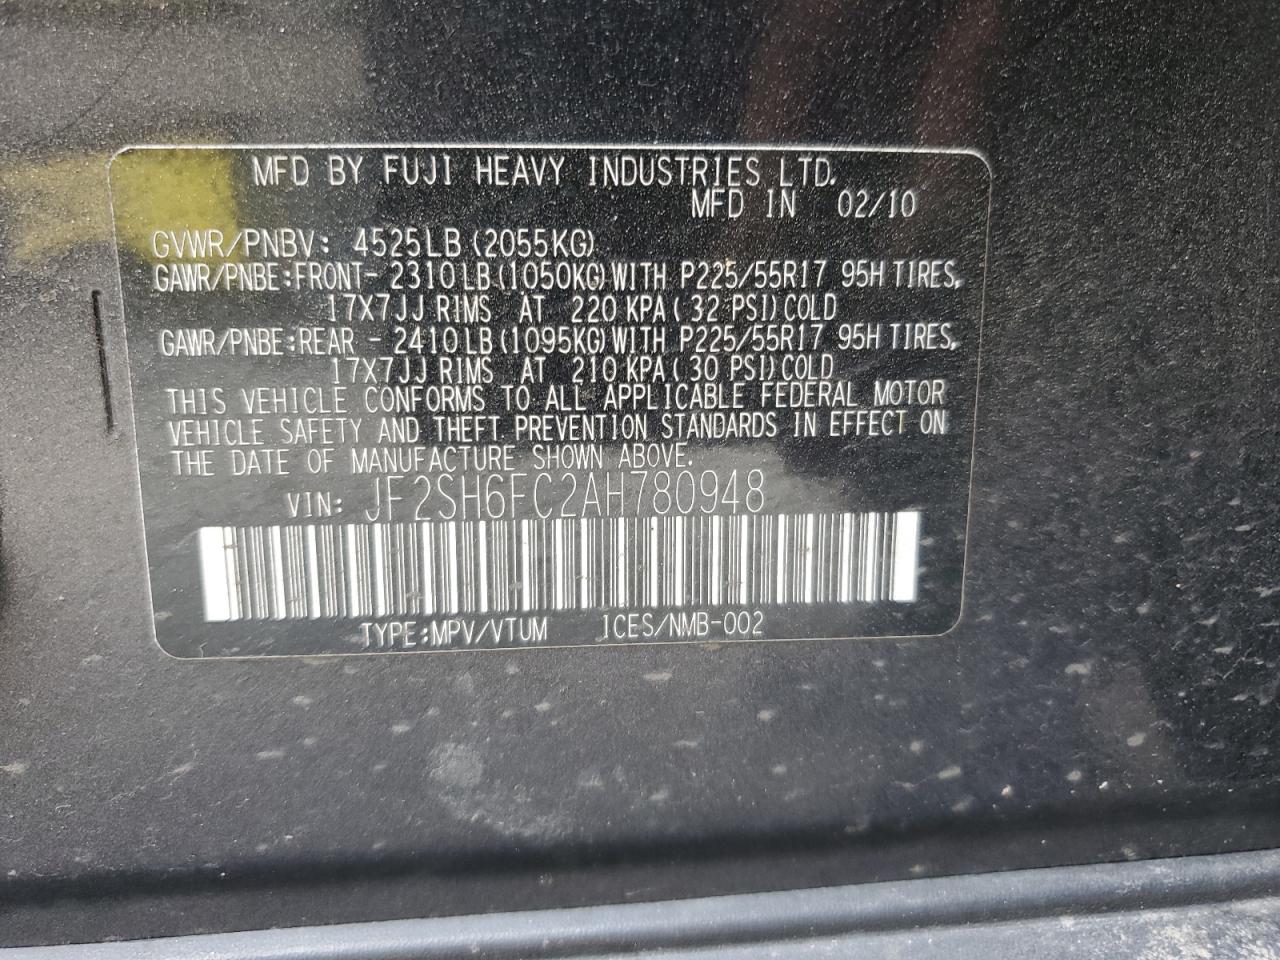 MFD BY FUJI HEAVY INDUSTRIES LTD.
MFD IN 02/10
GVWR/PNBV: 4525LB(2055KG)
GAWR/PNBE:FRONT- 2310LB(1050KG)WITH P225/55R17 95H TIRES,
17X7JJ RIMS AT 220 KPA(32 PSI)COLD
GAWR/PNBE:REAR - 2410LB(1095KG)WITH P225/55R17 95H TIRES,
17X7JJ RIMS AT 210 KPA(30 PSI)COLD
THIS VEHICLE CONFORMS TO ALL APPLICABLE FEDERAL MOTOR
VEHICLE SAFETY AND THEFT PREVENTION STANDARDS IN EFFECT ON
THE DATE OF MANUFACTURE SHOWN ABOVE.
VIN: JF2SH6FC2AH780948
TYPE:MPV/VTUM ICES/NMB-002